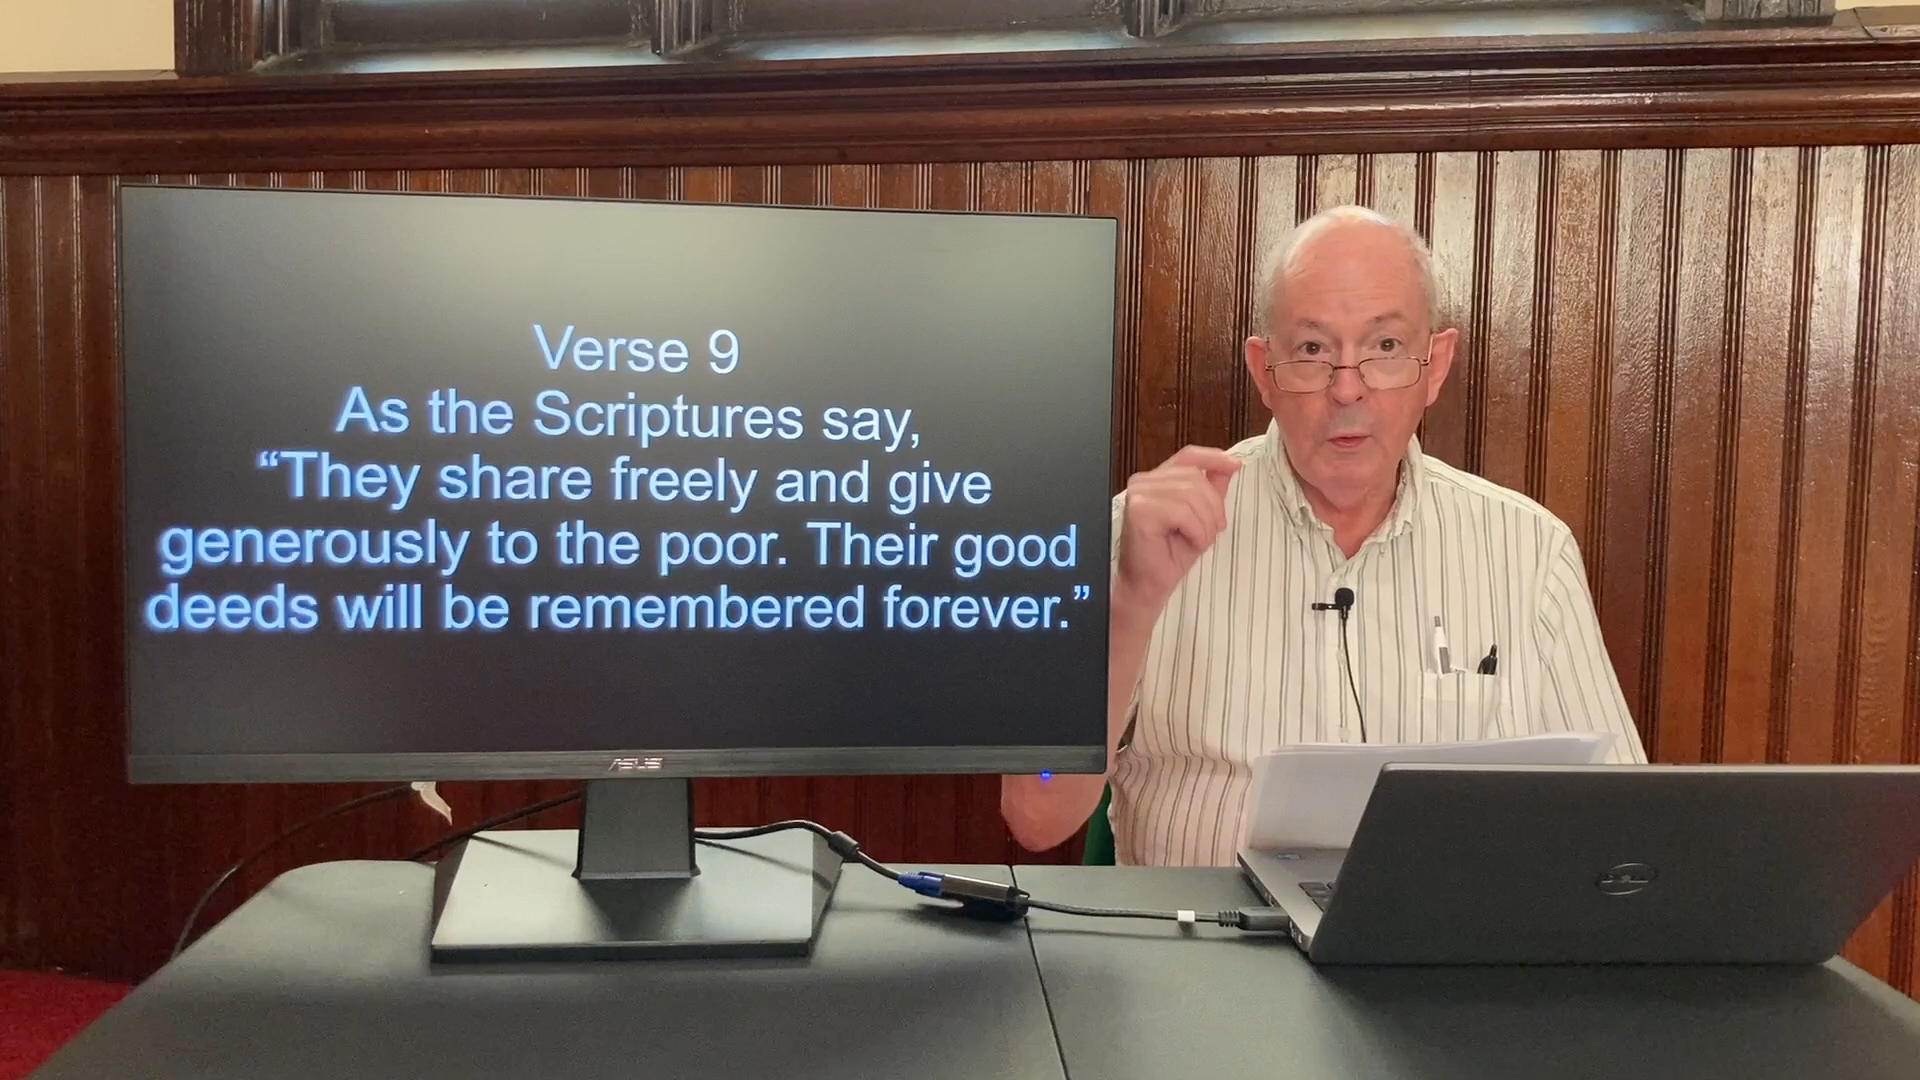 Verse 9
As the Scriptures say,
“They share freely and give
generously to the poor. Their good
deeds will be remembered forever.”
ASUS
DELL